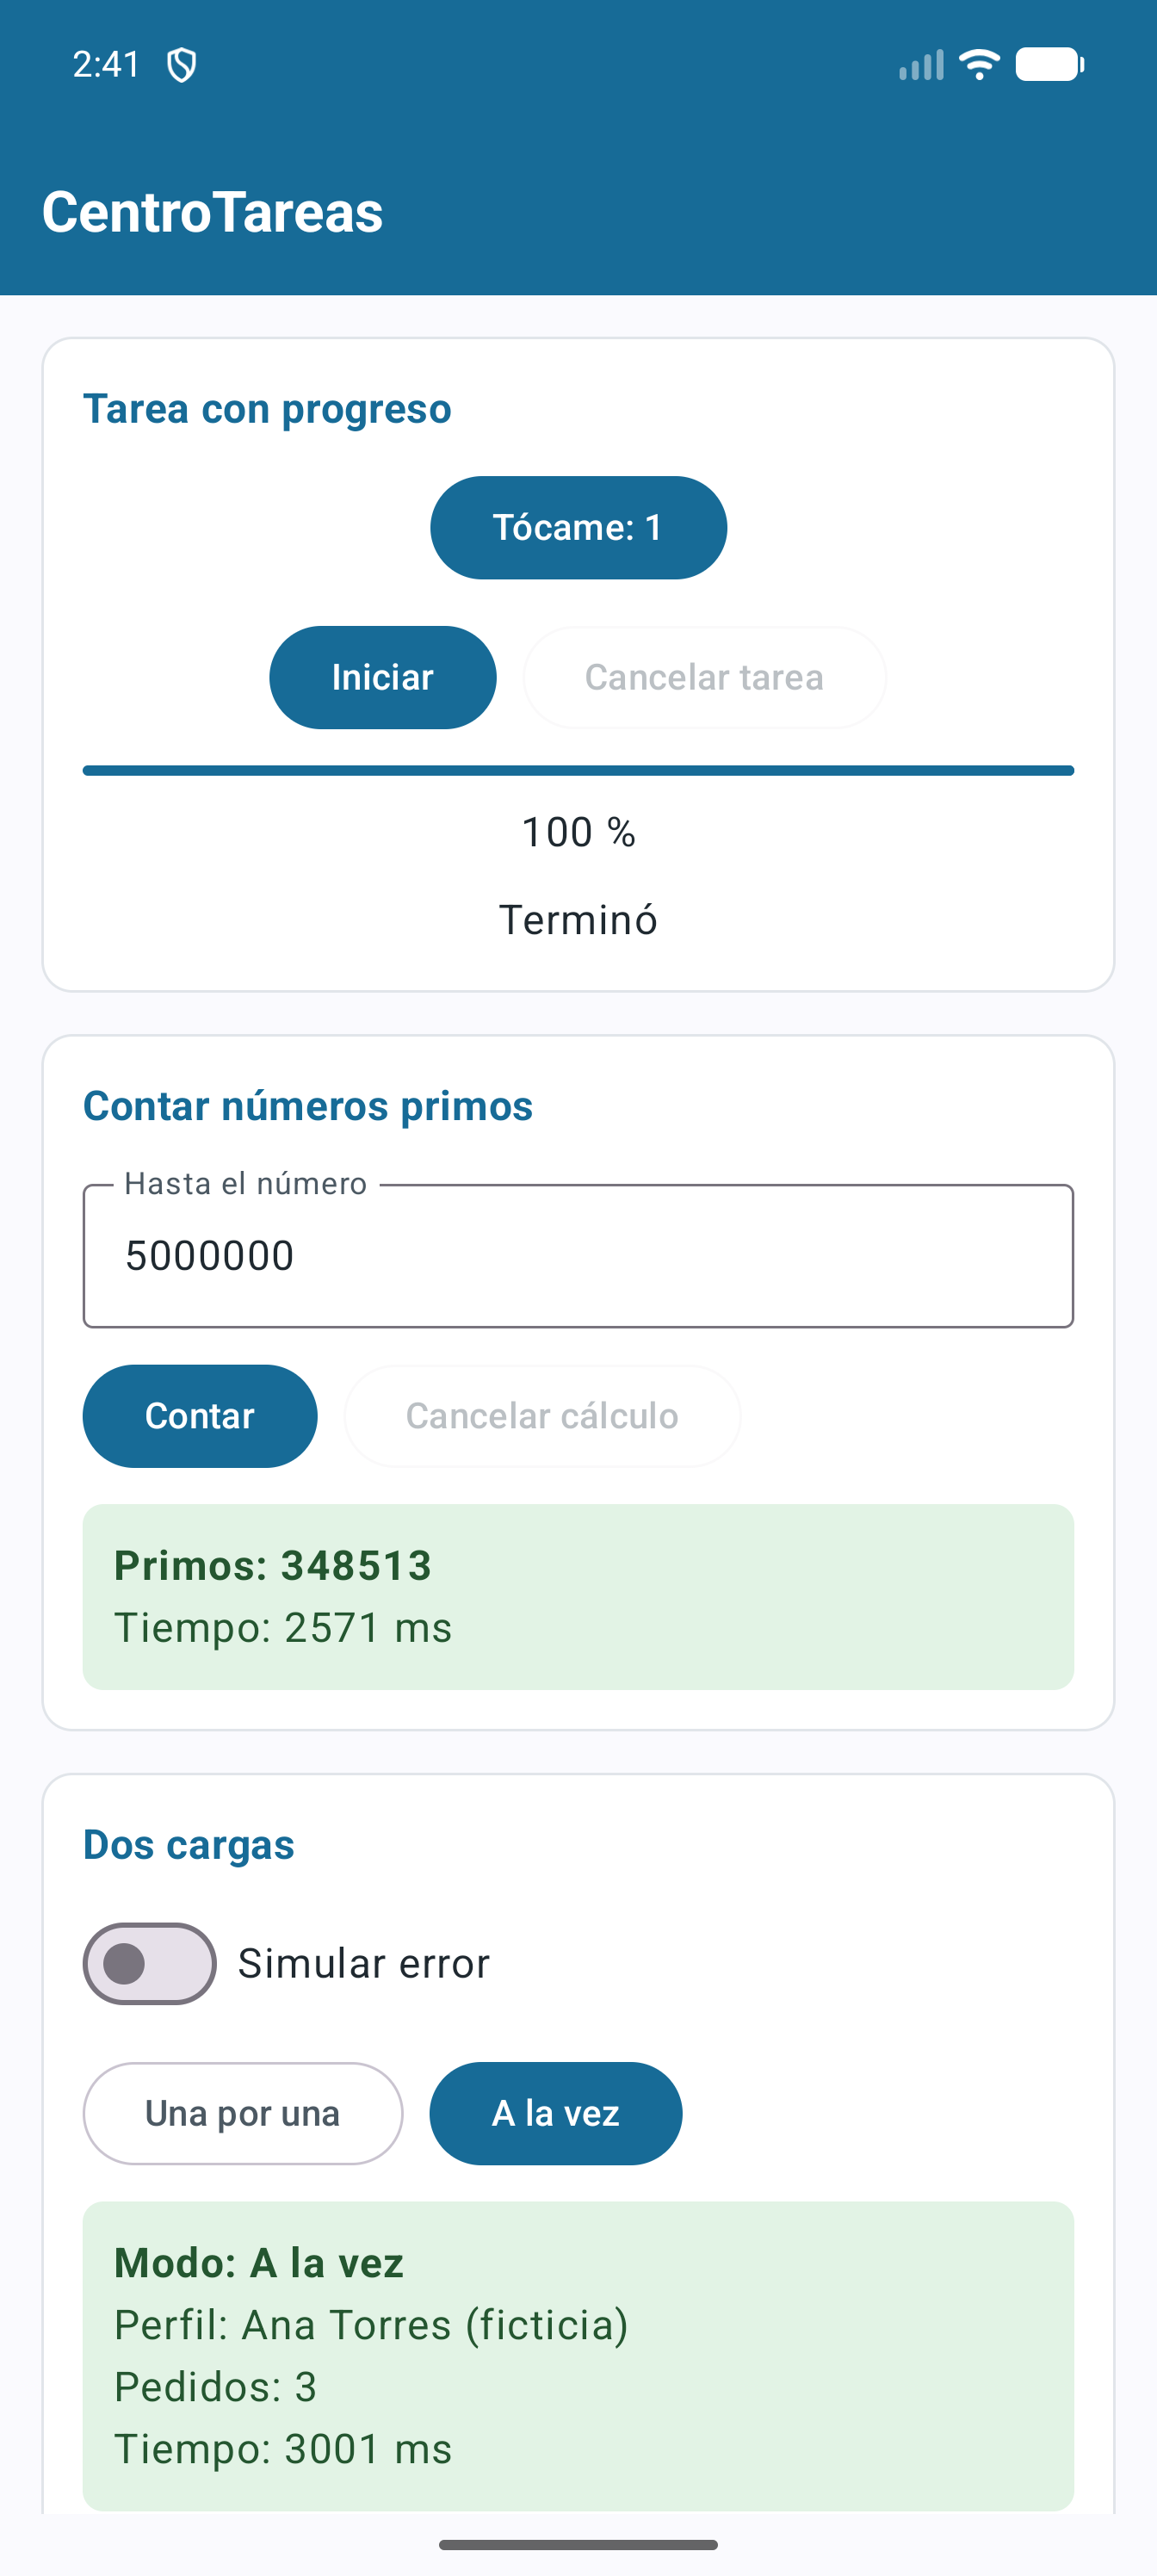 2:41
CentroTareas
Tarea con progreso
Tócame: 1
Iniciar
Cancelar tarea
100 %
Terminó
Contar números primos
Hasta el número
5000000
Contar
Cancelar cálculo
Primos: 348513
Tiempo: 2571 ms
Dos cargas
Simular error
Una por una
A la vez
Modo: A la vez
Perfil: Ana Torres (ficticia)
Pedidos: 3
Tiempo: 3001 ms